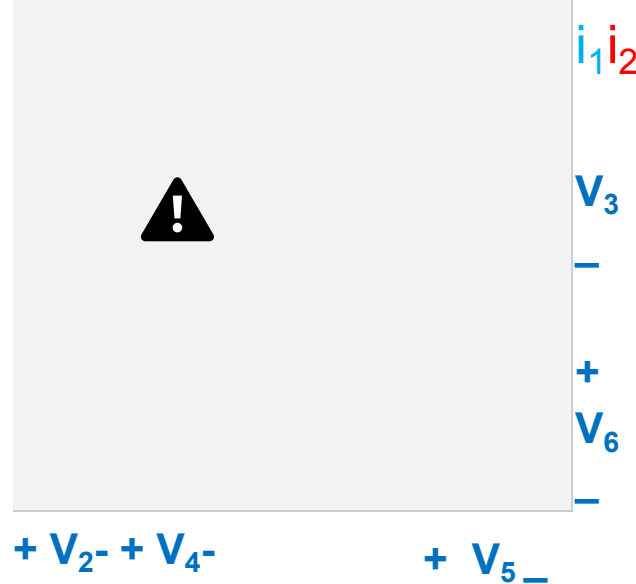 i₁i₂
V₃
–
+
V₆
–
+ V₂- + V₄-
+ V₅ –